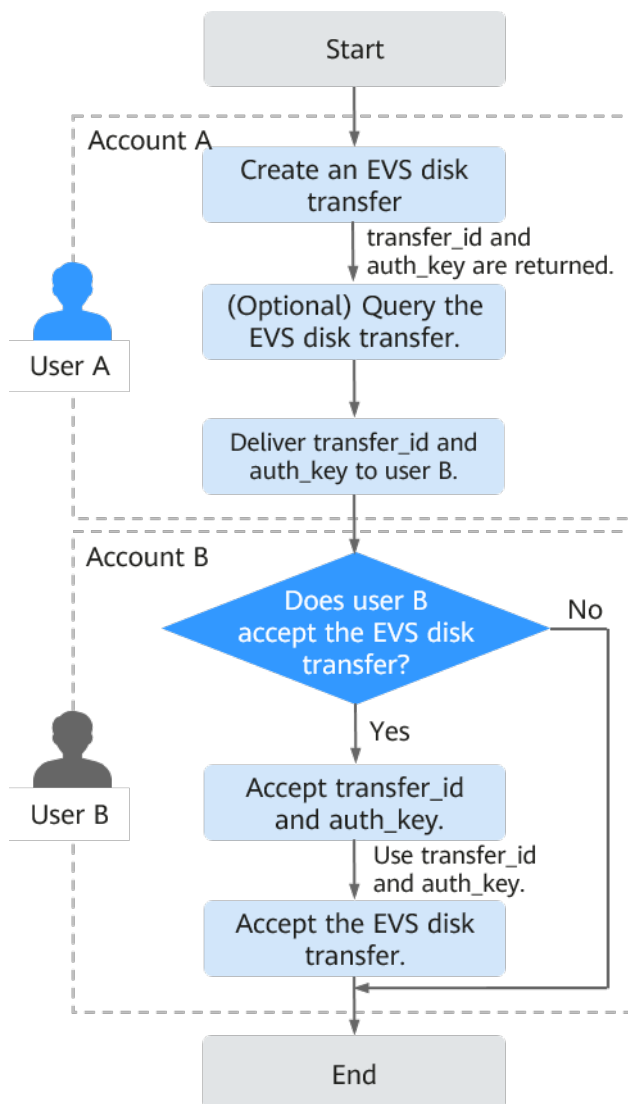 Start
Account A
Create an EVS disk
transfer
transfer_id and
auth_key are returned.
(Optional) Query the
EVS disk transfer.
User A
Deliver transfer_id and
auth_key to user B.
Account B
Does user B
accept the EVS disk
transfer?
No
Yes
Accept transfer_id
and auth_key.
User B
Use transfer_id
and auth_key.
Accept the EVS disk
transfer.
End